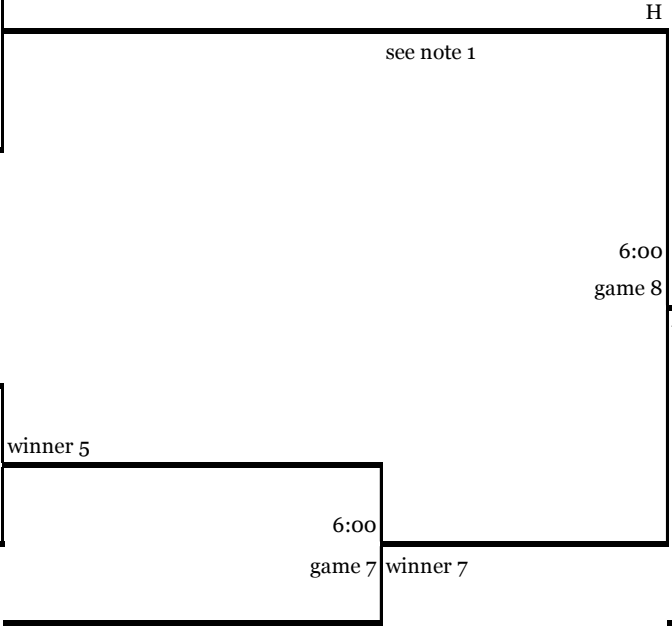 H
see note 1
6:00
game 8
winner 5
6:00
game 7
winner 7